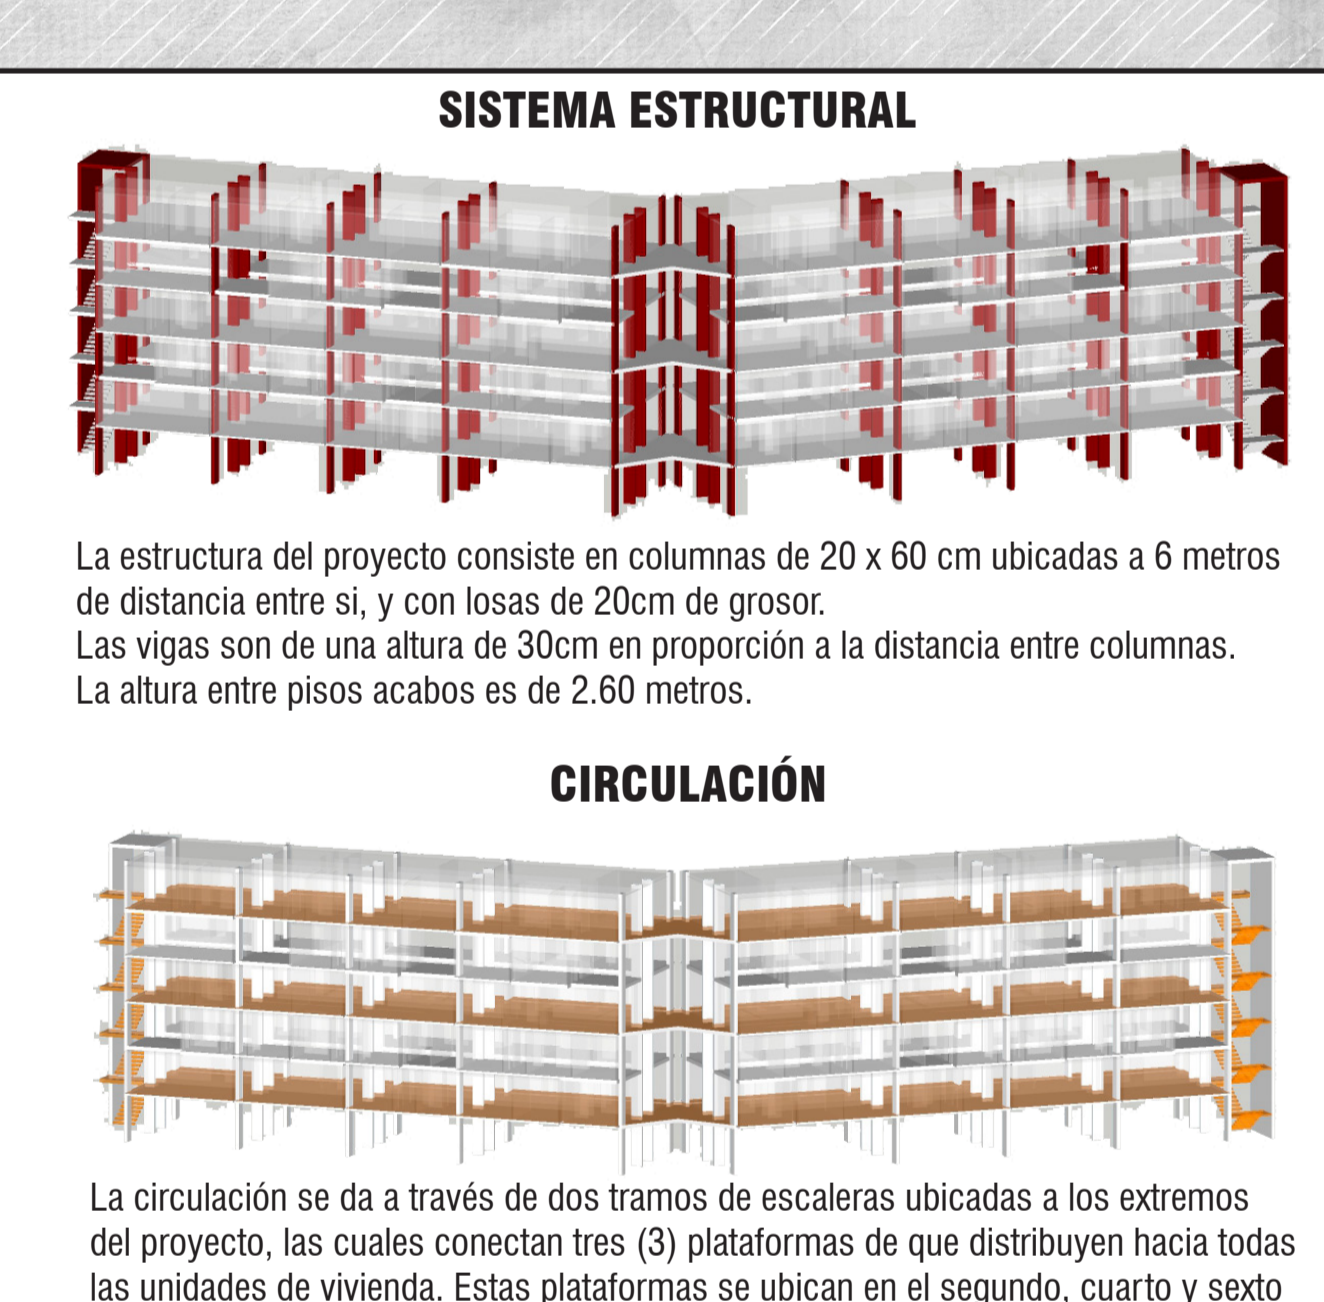 SISTEMA ESTRUCTURAL
La estructura del proyecto consiste en columnas de 20 x 60 cm ubicadas a 6 metros
de distancia entre si, y con losas de 20cm de grosor.
Las vigas son de una altura de 30cm en proporción a la distancia entre columnas.
La altura entre pisos acabos es de 2.60 metros.
CIRCULACIÓN
La circulación se da a través de dos tramos de escaleras ubicadas a los extremos
del proyecto, las cuales conectan tres (3) plataformas de que distribuyen hacia todas
las unidades de vivienda. Estas plataformas se ubican en el segundo, cuarto y sexto